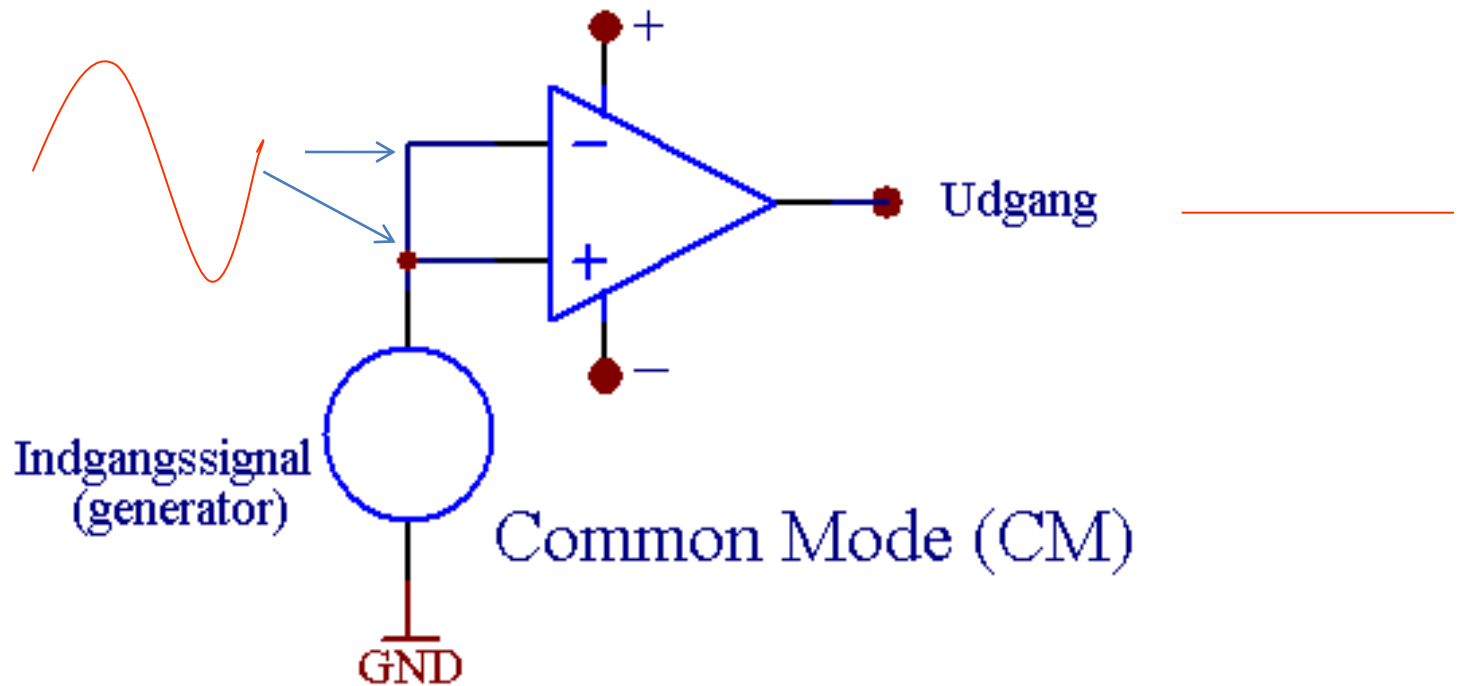 +
−
Udgang
+
−
Indgangssignal
(generator)
Common Mode (CM)
GND